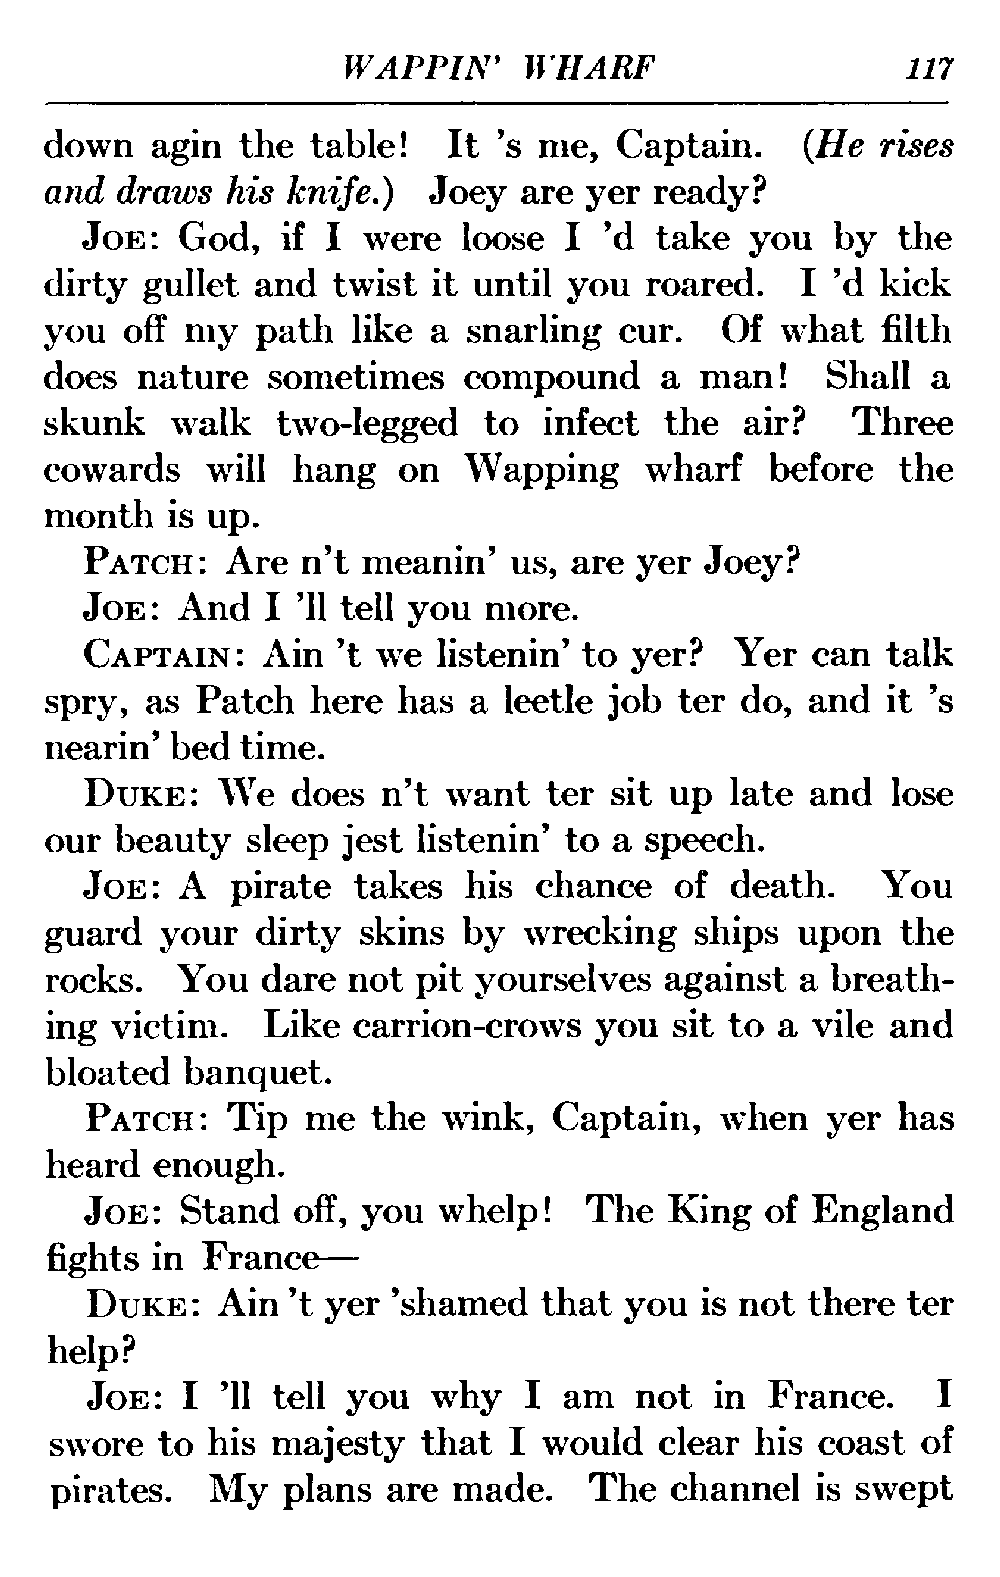 WAPPIN' WHARF 117
down agin the table! It 's me, Captain. (He rises
and draws his knife.) Joey are yer ready?
JOE: God, if I were loose I 'd take you by the
dirty gullet and twist it until you roared. I 'd kick
you off my path like a snarling cur. Of what filth
does nature sometimes compound a man! Shall a
skunk walk two-legged to infect the air? Three
cowards will hang on Wapping wharf before the
month is up.
PATCH: Are n't meanin' us, are yer Joey?
JOE: And I 'll tell you more.
CAPTAIN: Ain 't we listenin' to yer? Yer can talk
spry, as Patch here has a leetle job ter do, and it 's
nearin' bed time.
DUKE: We does n't want ter sit up late and lose
our beauty sleep jest listenin' to a speech.
JOE: A pirate takes his chance of death. You
guard your dirty skins by wrecking ships upon the
rocks. You dare not pit yourselves against a breath-
ing victim. Like carrion-crows you sit to a vile and
bloated banquet.
PATCH: Tip me the wink, Captain, when yer has
heard enough.
JOE: Stand off, you whelp! The King of England
fights in France—
DUKE: Ain 't yer 'shamed that you is not there ter
help?
JOE: I 'll tell you why I am not in France. I
swore to his majesty that I would clear his coast of
pirates. My plans are made. The channel is swept